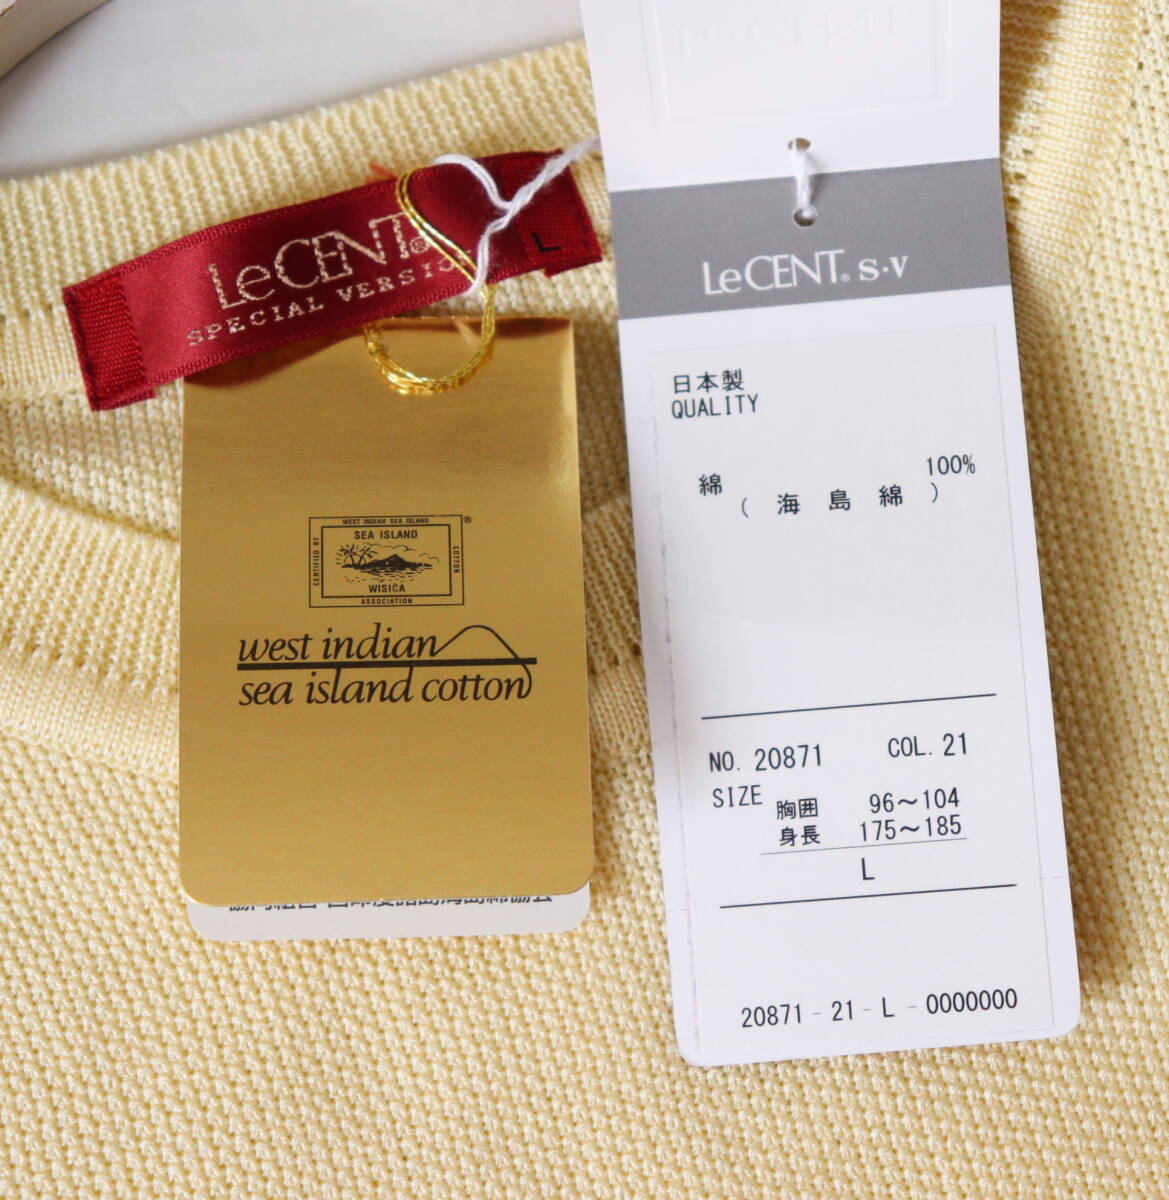 LeCENT®
SPECIAL VERSION
L
WEST INDIAN SEA ISLAND
®
CERTIFIED BY
SEA ISLAND
WISICA
COTTON
ASSOCIATION
west indian
sea island cotton
LeCENT® s·v
日本製
QUALITY
綿 100%
( 海 島 綿 )
NO. 20871 COL. 21
SIZE 胸囲 96～104
身長 175～185
L
20871-21-L-0000000